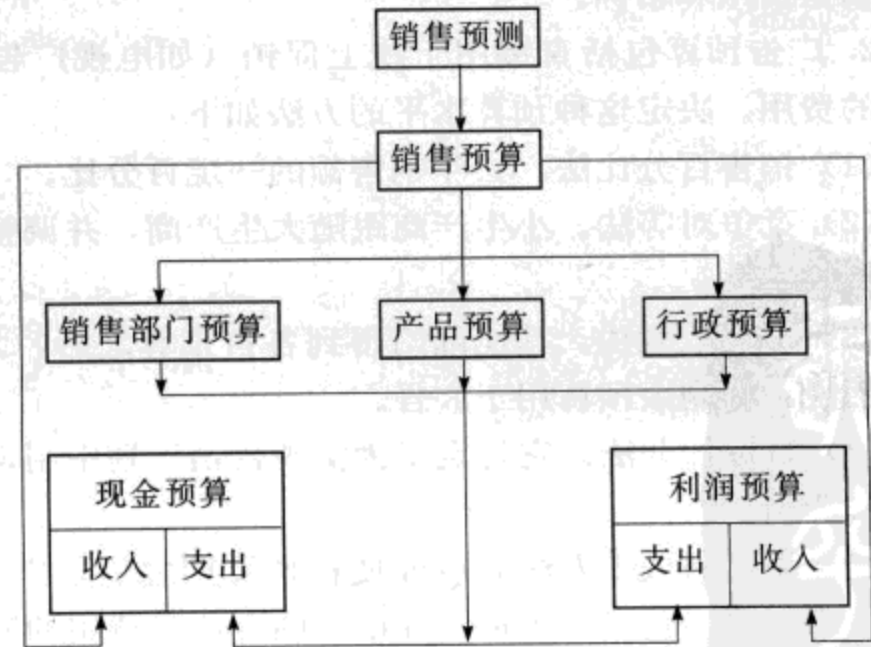 销售预测
销售预算
销售部门预算 产品预算 行政预算
现金预算 利润预算
收入 支出 支出 收入